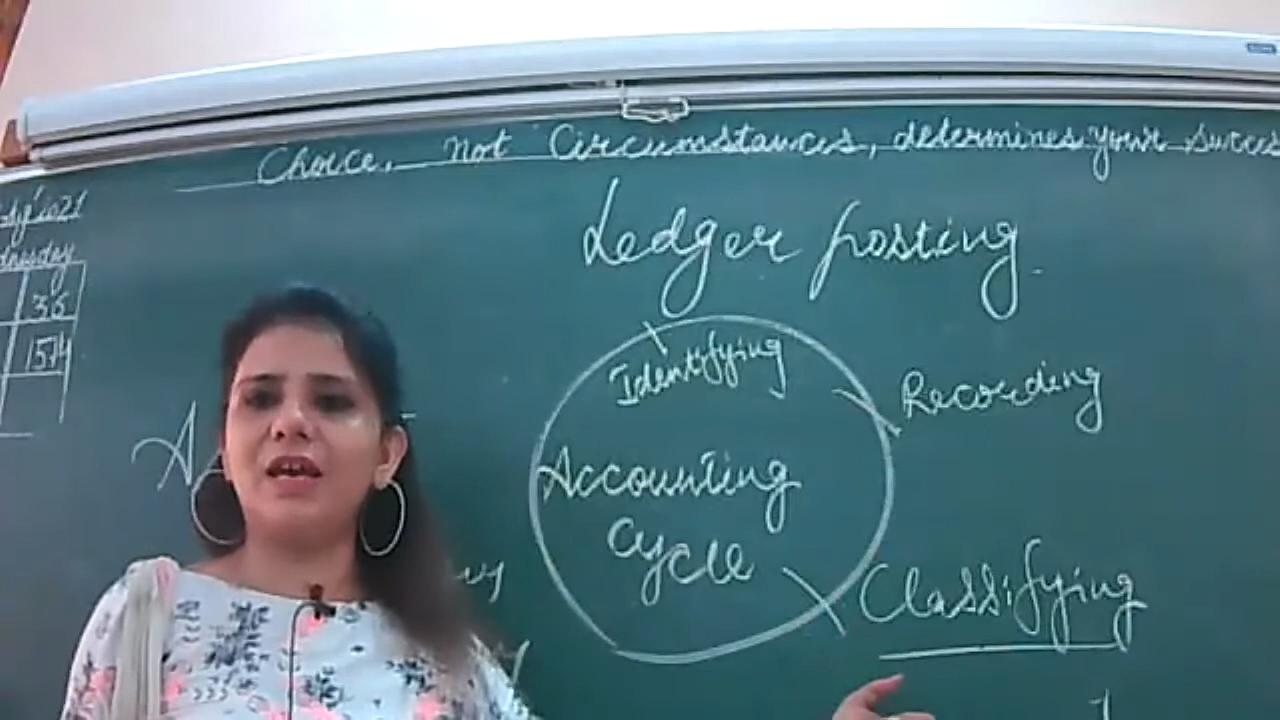 Choice, not Circumstances, determines your Succes
Ledger posting
36
1574
Identifying
Recording
Accounting
Cycle
Classifying